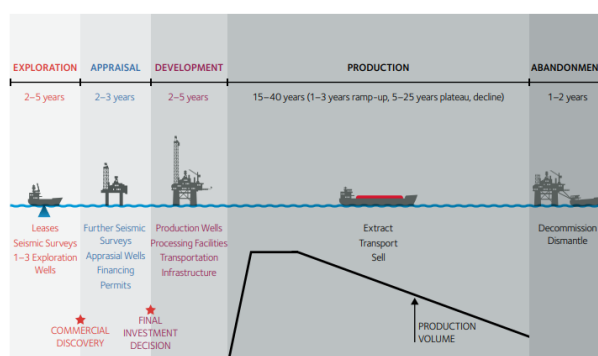 EXPLORATION
APPRAISAL
DEVELOPMENT
PRODUCTION
ABANDONMEN
2–5 years
2–3 years
2–5 years
15–40 years (1–3 years ramp-up, 5–25 years plateau, decline)
1–2 years
Leases
Seismic Surveys
1–3 Exploration
Wells
Further Seismic
Surveys
Apprasial Wells
Financing
Permits
Production Wells
Processing Facilities
Transportation
Infrastructure
Extract
Transport
Sell
Decommission
Dismantle
COMMERCIAL
DISCOVERY
FINAL
INVESTMENT
DECISION
PRODUCTION
VOLUME